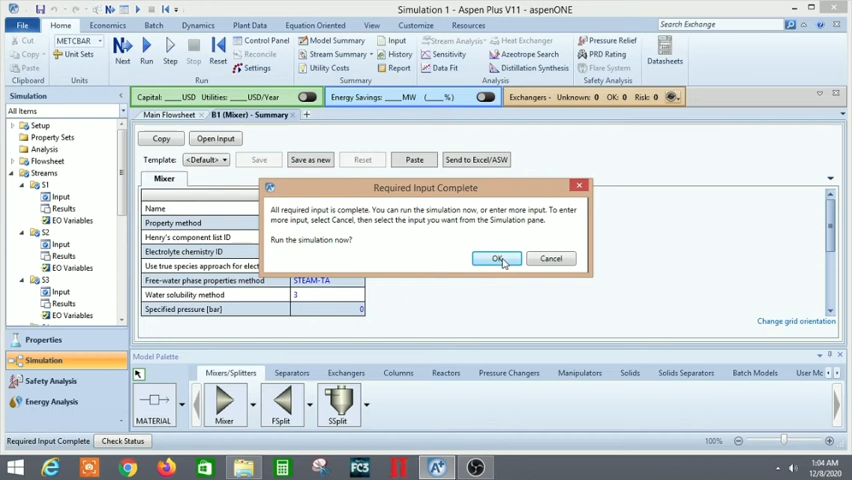 Simulation 1 - Aspen Plus V11 - aspenONE
File
Home
Economics
Batch
Dynamics
Plant Data
Equation Oriented
View
Customize
Resources
Search Exchange
Cut
METCBAR
Copy
Unit Sets
Paste
Next
Run
Step
Stop
Reset
Control Panel
Reconcile
Settings
Model Summary
Input
Stream Summary
History
Utility Costs
Report
Stream Analysis
Heat Exchanger
Sensitivity
Azeotrope Search
Data Fit
Distillation Synthesis
Pressure Relief
PRD Rating
Flare System
Datasheets
Clipboard
Units
Run
Summary
Analysis
Safety Analysis
Simulation
Capital: ____USD Utilities: ____USD/Year
Energy Savings: ____MW (____%)
Exchangers - Unknown: 0 OK: 0 Risk: 0
All Items
Main Flowsheet
B1 (Mixer) - Summary
Setup
Property Sets
Analysis
Flowsheet
Streams
S1
Input
Results
EO Variables
S2
Input
Results
EO Variables
S3
Input
Results
EO Variables
Copy
Open Input
Template:
<Default>
Save
Save as new
Reset
Paste
Send to Excel/ASW
Mixer
Name
Property method
Henry's component list ID
Electrolyte chemistry ID
Use true species approach for elect
Free-water phase properties method STEAM-TA
Water solubility method 3
Specified pressure [bar] 0
Required Input Complete
All required input is complete. You can run the simulation now, or enter more input. To enter
more input, select Cancel, then select the input you want from the Simulation pane.
Run the simulation now?
OK
Cancel
Change grid orientation
Properties
Simulation
Safety Analysis
Energy Analysis
Model Palette
Mixers/Splitters
Separators
Exchangers
Columns
Reactors
Pressure Changers
Manipulators
Solids
Solids Separators
Batch Models
User Mo
MATERIAL
Mixer
FSplit
SSplit
Required Input Complete
Check Status
100%
FC3
1:04 AM
12/8/2020